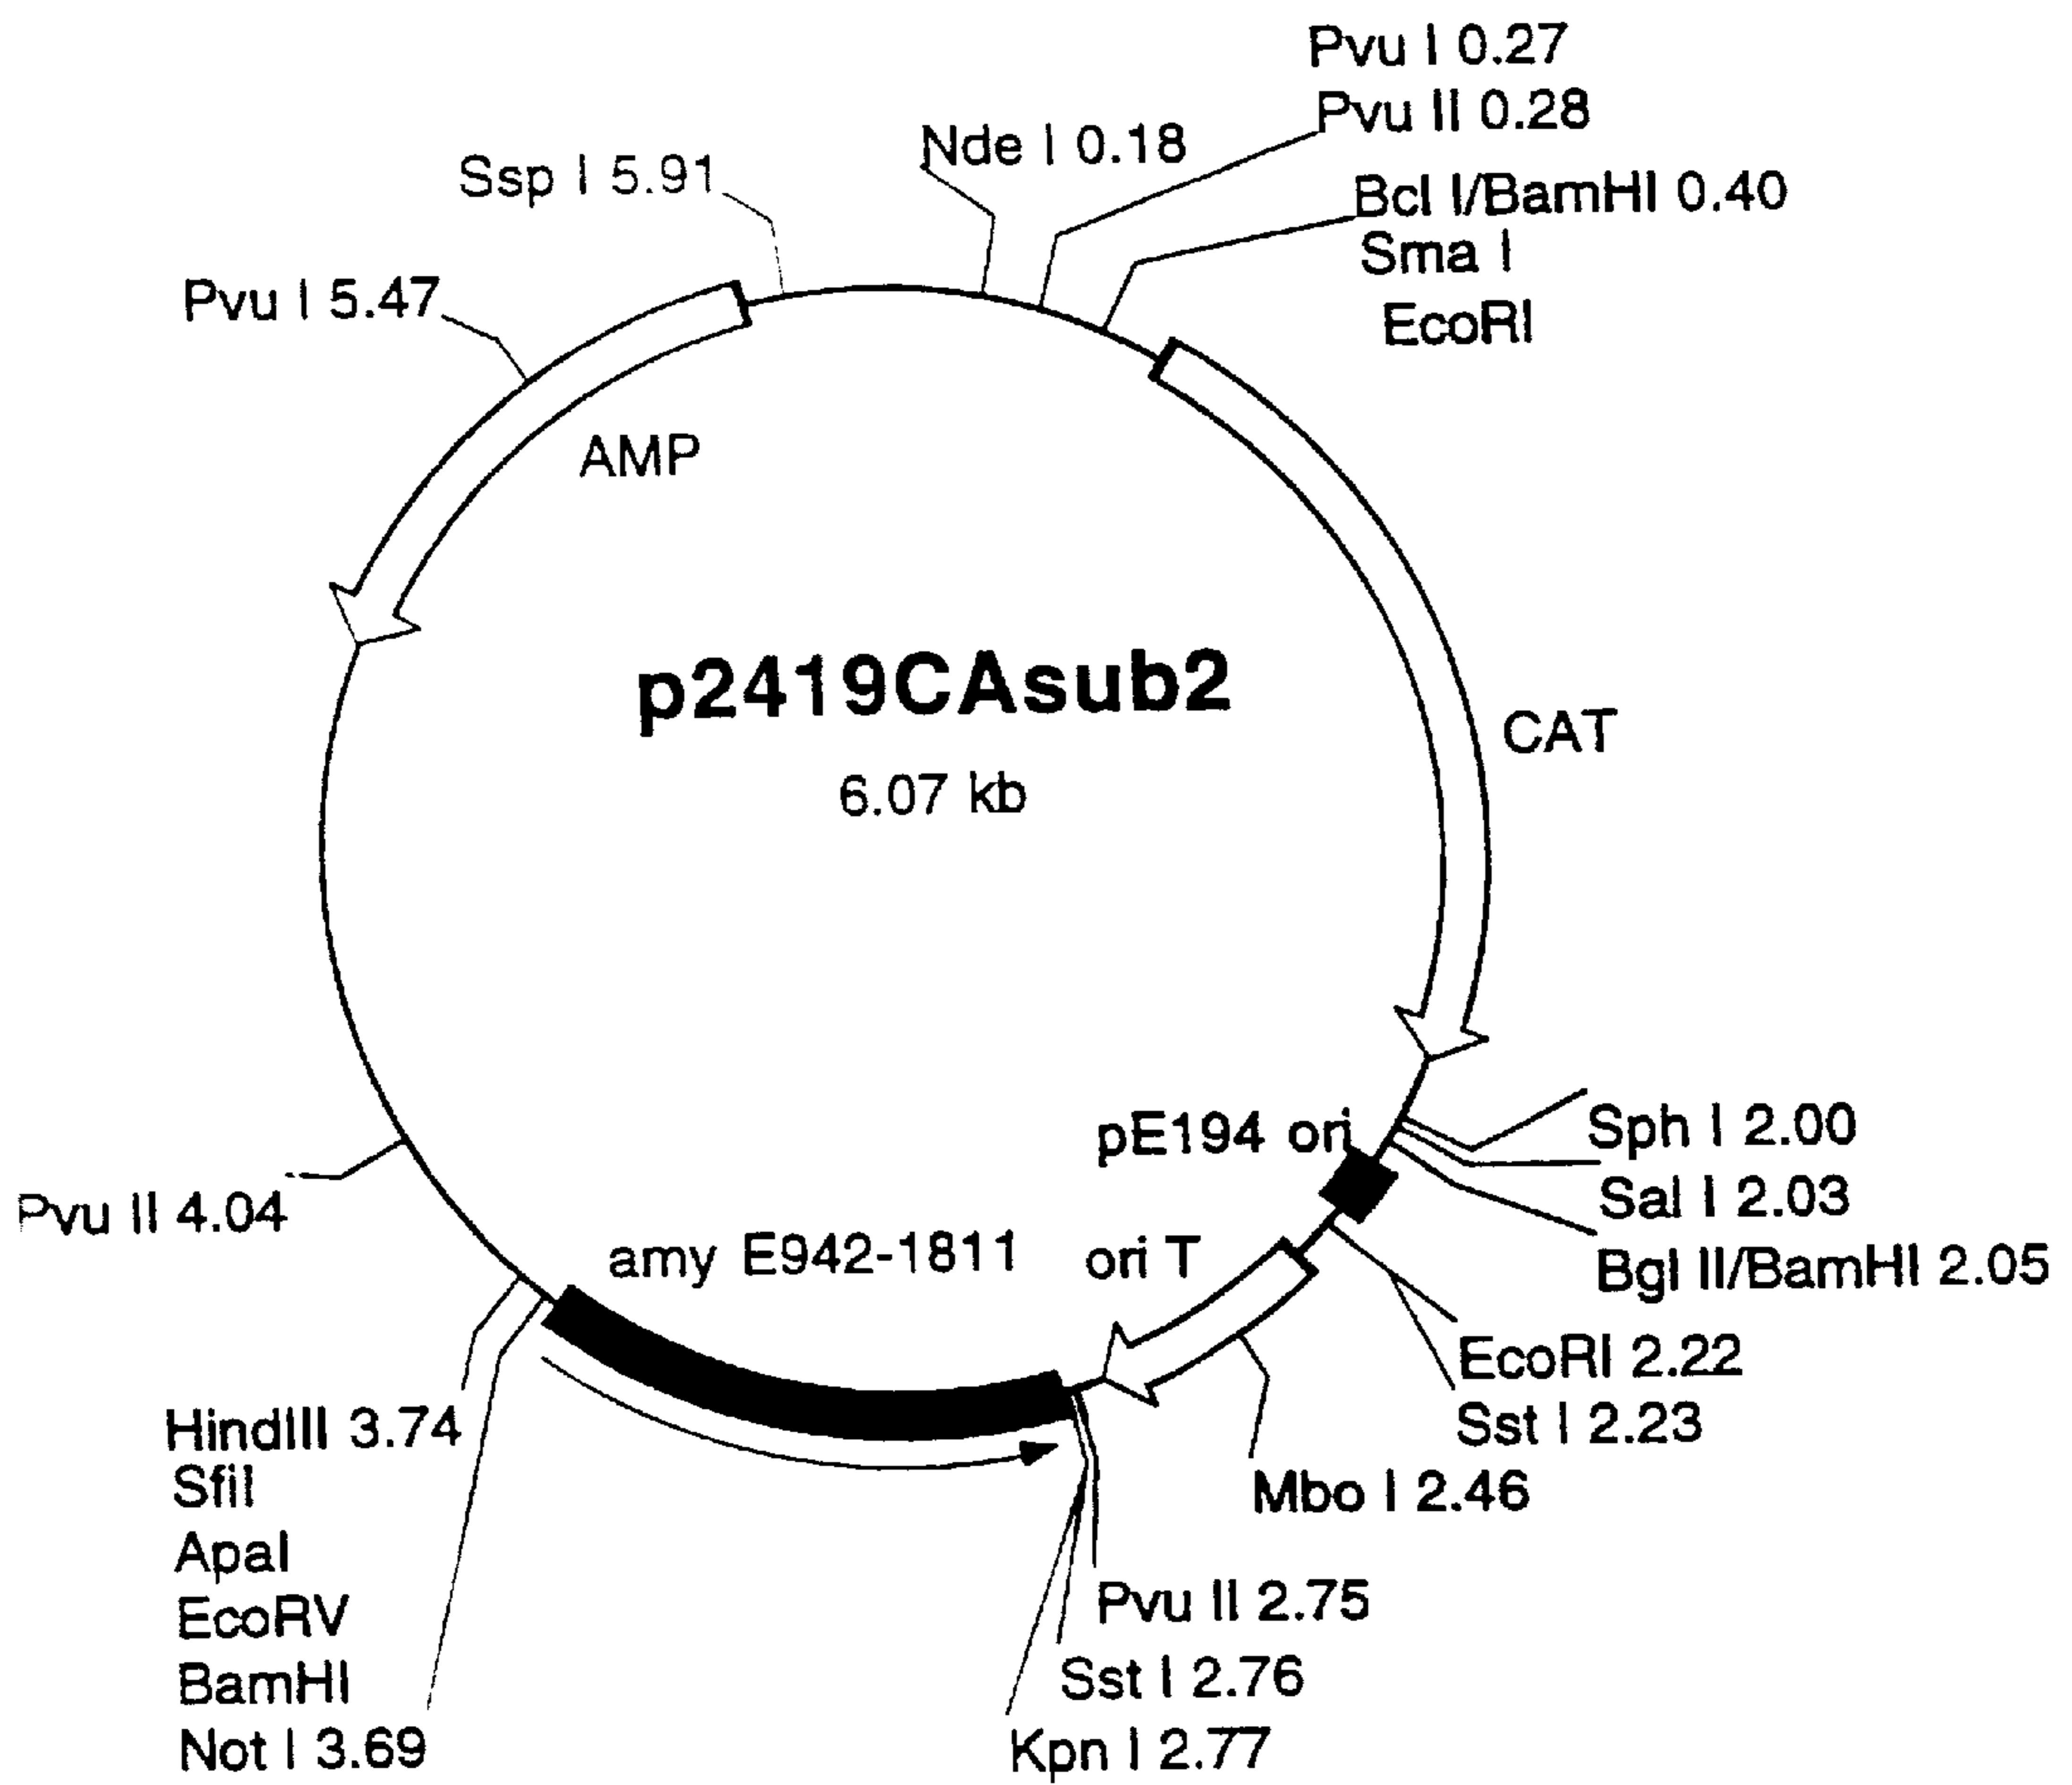 Pvu I 0.27
Pvu II 0.28
Nde I 0.18
Ssp I 5.91
Bcl I/BamHI 0.40
Sma I
EcoRI
Pvu I 5.47
AMP
p2419CAsub2
6.07 kb
CAT
pE194 ori
Sph I 2.00
Sal I 2.03
Bgl II/BamHI 2.05
Pvu II 4.04
amy E942-1811
ori T
EcoRI 2.22
Sst I 2.23
Mbo I 2.46
HindIII 3.74
SfiI
ApaI
EcoRV
BamHI
Not I 3.69
Pvu II 2.75
Sst I 2.76
Kpn I 2.77